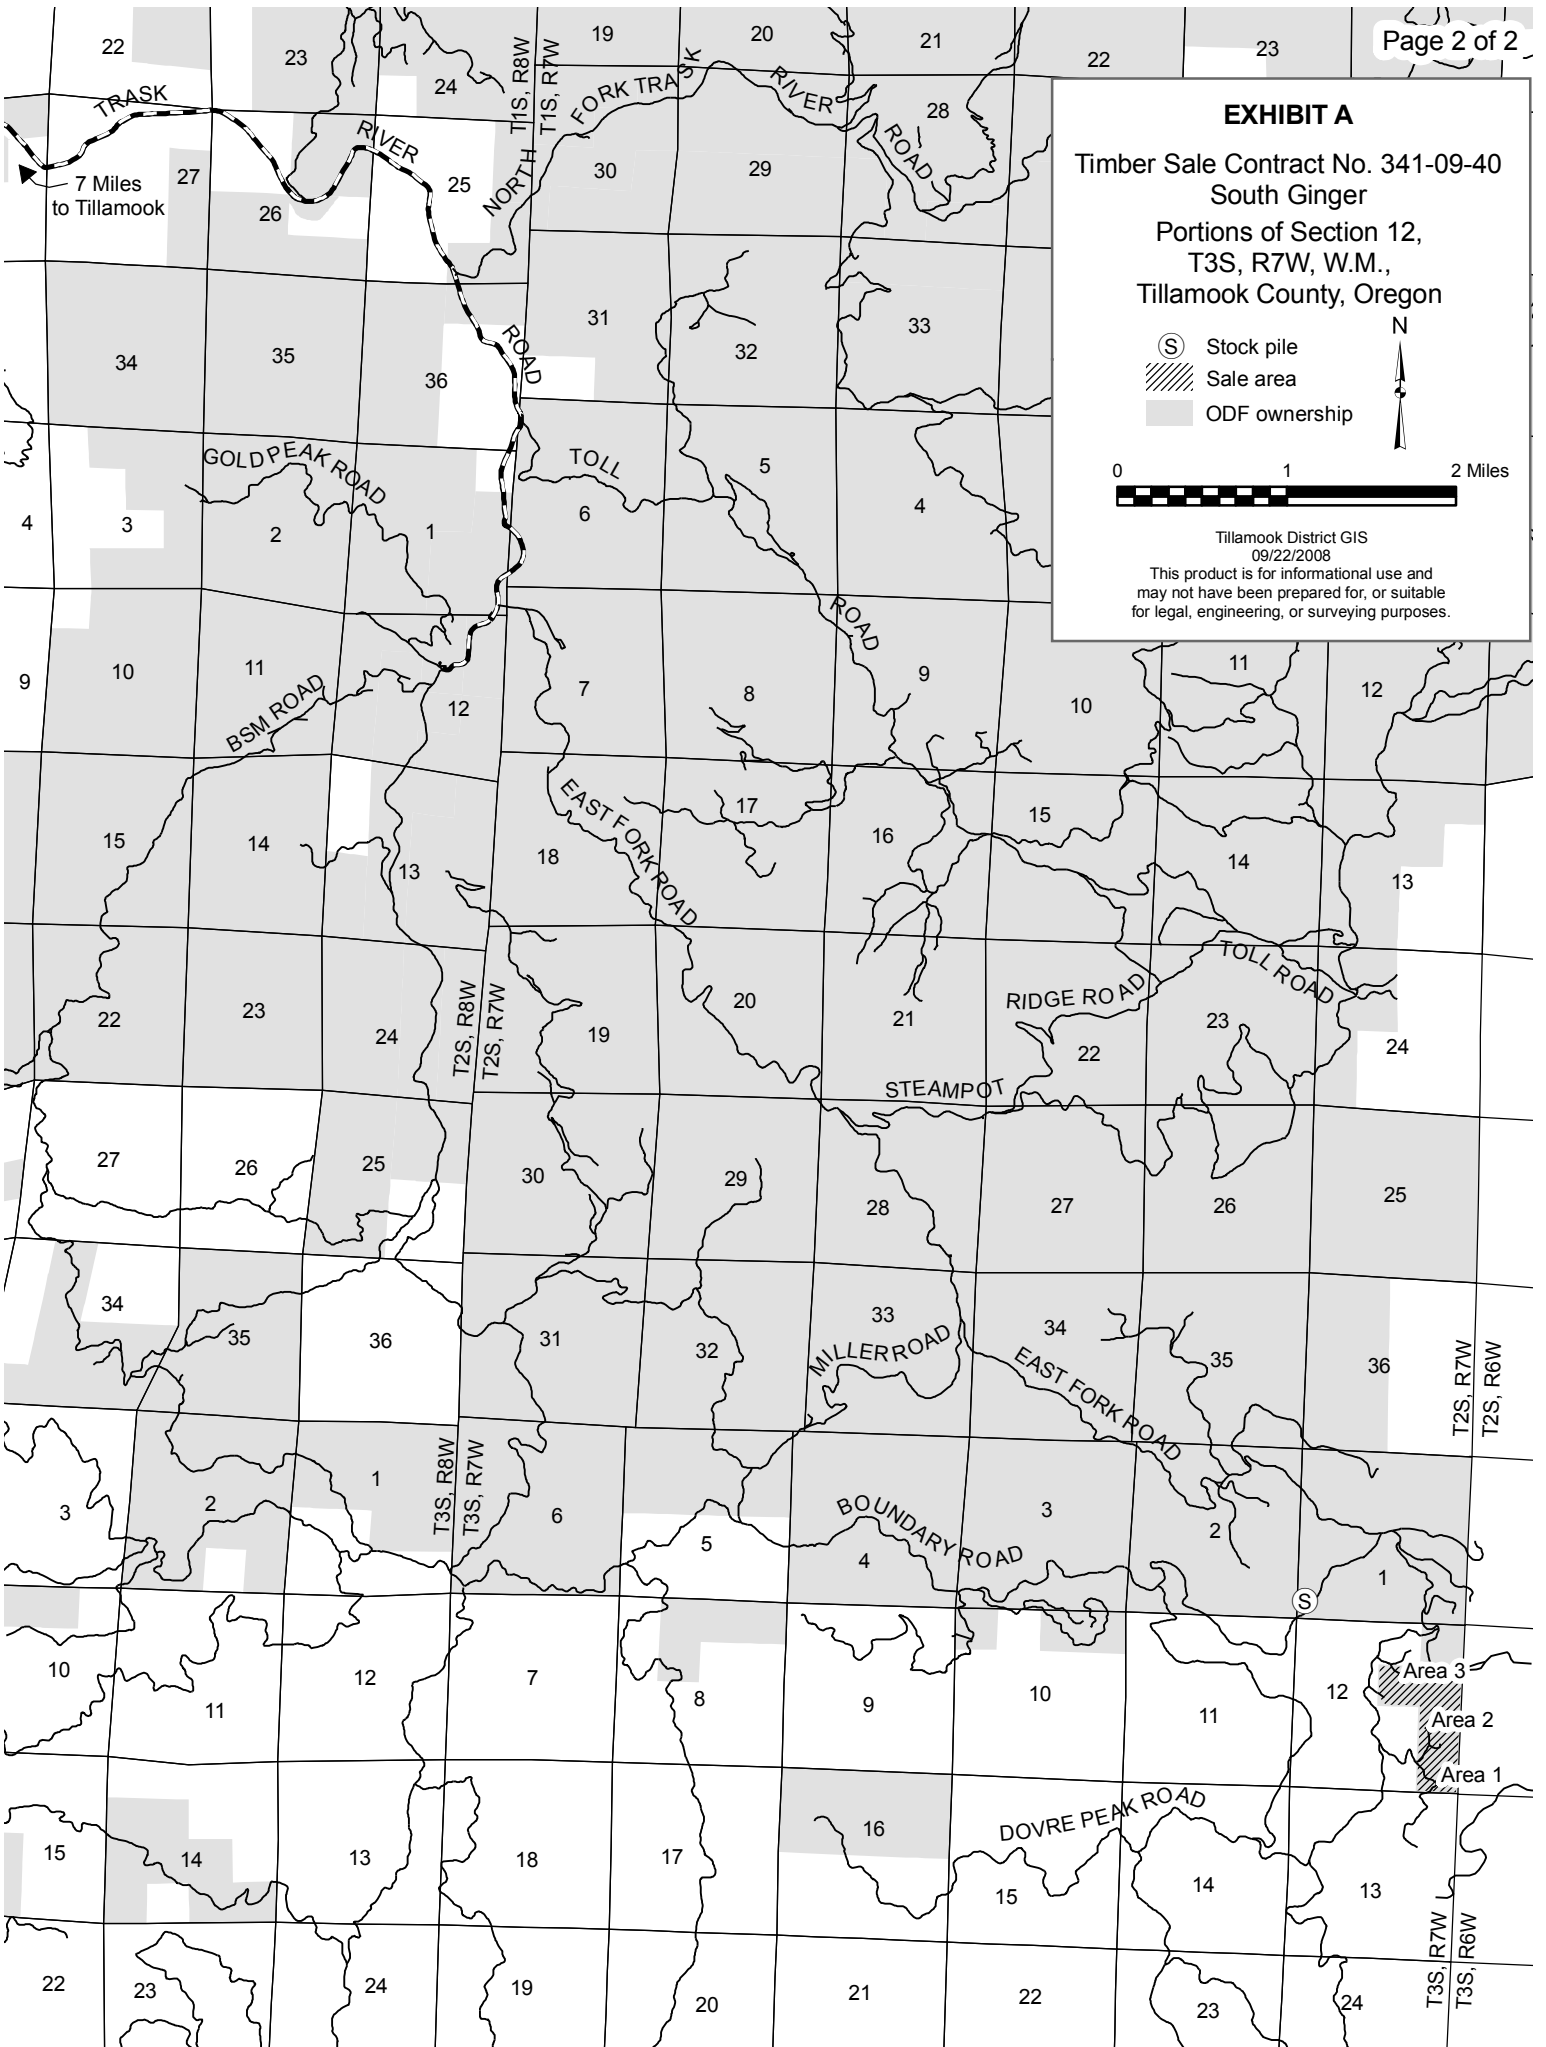 Page 2 of 2
EXHIBIT A
Timber Sale Contract No. 341-09-40
South Ginger
Portions of Section 12,
T3S, R7W, W.M.,
Tillamook County, Oregon
N
S Stock pile
Sale area
ODF ownership
0 1 2 Miles
Tillamook District GIS
09/22/2008
This product is for informational use and
may not have been prepared for, or suitable
for legal, engineering, or surveying purposes.
22 23 24 19 20 21 22 23
T1S, R8W
T1S, R7W
TRASK RIVER ROAD
NORTH FORK TRASK RIVER ROAD
7 Miles
to Tillamook
27 26 25 30 29 28
34 35 36 31 32 33
GOLD PEAK ROAD
TOLL ROAD
4 3 2 1 6 5 4
9 10 11 12 7 8 9 10 11 12
BSM ROAD
EAST FORK ROAD
15 14 13 18 17 16 15 14 13
T2S, R8W
T2S, R7W
TOLL ROAD
RIDGE ROAD
22 23 24 19 20 21 22 23 24
STEAMPOT
27 26 25 30 29 28 27 26 25
34 35 36 31 32 33 34 35 36
MILLER ROAD
EAST FORK ROAD
T2S, R7W
T2S, R6W
T3S, R8W
T3S, R7W
3 2 1 6 5 4 3 2 1
BOUNDARY ROAD
S
10 11 12 7 8 9 10 11 12
Area 3
Area 2
Area 1
DOVRE PEAK ROAD
15 14 13 18 17 16 15 14 13
T3S, R7W
T3S, R6W
22 23 24 19 20 21 22 23 24